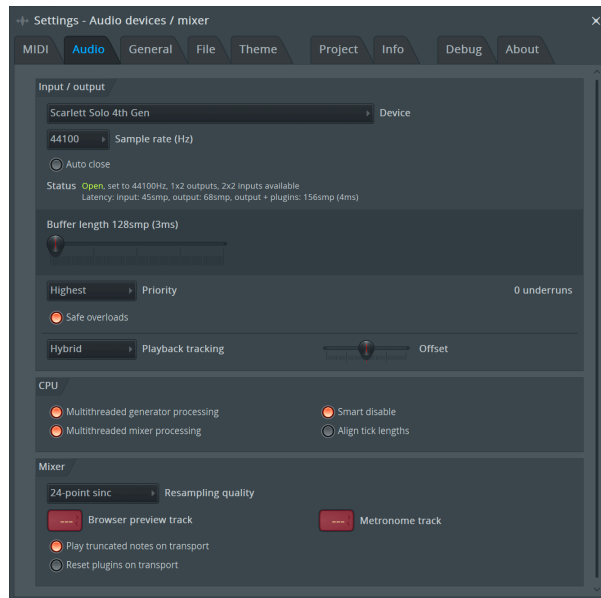 Settings - Audio devices / mixer
MIDI Audio General File Theme Project Info Debug About
Input / output
Scarlett Solo 4th Gen Device
44100 Sample rate (Hz)
Auto close
Status Open, set to 44100Hz, 1x2 outputs, 2x2 inputs available
Latency: input: 45smp, output: 68smp, output + plugins: 156smp (4ms)
Buffer length 128smp (3ms)
Highest Priority 0 underruns
Safe overloads
Hybrid Playback tracking Offset
CPU
Multithreaded generator processing Smart disable
Multithreaded mixer processing Align tick lengths
Mixer
24-point sinc Resampling quality
--- Browser preview track --- Metronome track
Play truncated notes on transport
Reset plugins on transport